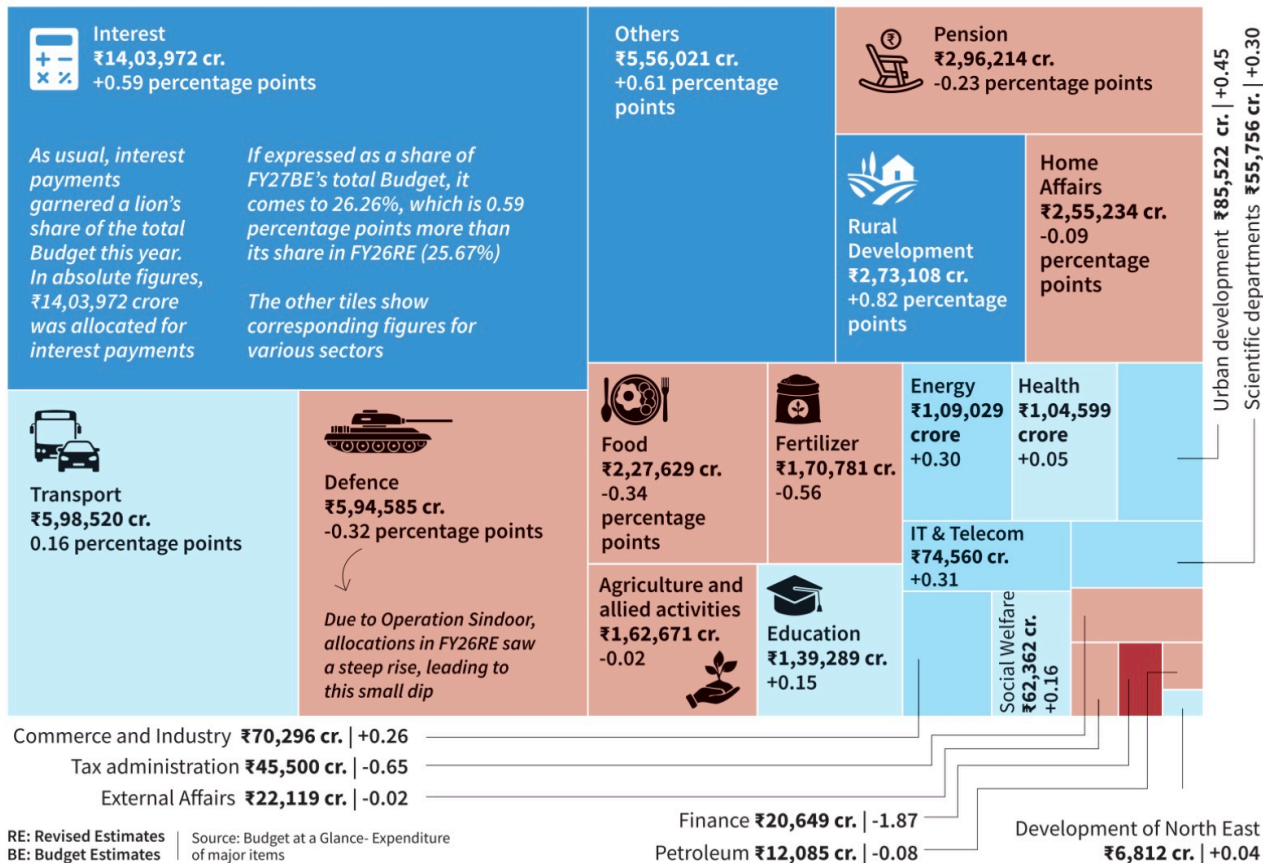 Interest
₹14,03,972 cr.
+0.59 percentage points
As usual, interest
payments
garnered a lion's
share of the total
Budget this year.
In absolute figures,
₹14,03,972 crore
was allocated for
interest payments
If expressed as a share of
FY27BE's total Budget, it
comes to 26.26%, which is 0.59
percentage points more than
its share in FY26RE (25.67%)
The other tiles show
corresponding figures for
various sectors
Others
₹5,56,021 cr.
+0.61 percentage
points
₹
Pension
₹2,96,214 cr.
-0.23 percentage points
Rural
Development
₹2,73,108 cr.
+0.82 percentage
points
Home
Affairs
₹2,55,234 cr.
-0.09
percentage
points
Urban development ₹85,522 cr. | +0.45
Scientific departments ₹55,756 cr. | +0.30
Transport
₹5,98,520 cr.
0.16 percentage points
Defence
₹5,94,585 cr.
-0.32 percentage points
Due to Operation Sindoor,
allocations in FY26RE saw
a steep rise, leading to
this small dip
Food
₹2,27,629 cr.
-0.34
percentage
points
Fertilizer
₹1,70,781 cr.
-0.56
Energy
₹1,09,029
crore
+0.30
Health
₹1,04,599
crore
+0.05
Agriculture and
allied activities
₹1,62,671 cr.
-0.02
Education
₹1,39,289 cr.
+0.15
IT & Telecom
₹74,560 cr.
+0.31
Social Welfare
₹62,362 cr.
+0.16
Commerce and Industry ₹70,296 cr. | +0.26
Tax administration ₹45,500 cr. | -0.65
External Affairs ₹22,119 cr. | -0.02
Finance ₹20,649 cr. | -1.87
Petroleum ₹12,085 cr. | -0.08
Development of North East
₹6,812 cr. | +0.04
RE: Revised Estimates
BE: Budget Estimates
Source: Budget at a Glance- Expenditure
of major items